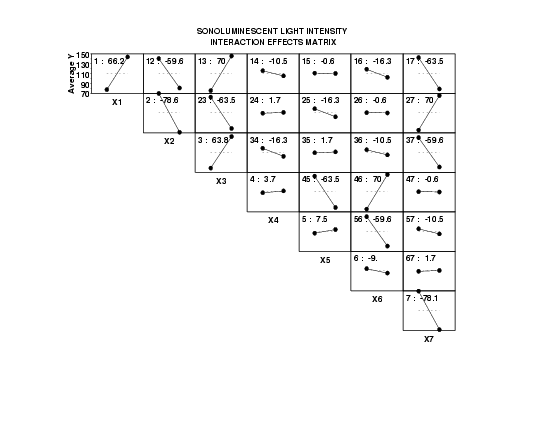 SONOLUMINESCENT LIGHT INTENSITY
INTERACTION EFFECTS MATRIX
Average Y
150
130
110
90
70
1 : 66.2 12 : -59.6 13 : 70 14 : -10.5 15 : -0.6 16 : -16.3 17 : -63.5
X1
2 : -78.6 23 : -63.5 24 : 1.7 25 : -16.3 26 : -0.6 27 : 70
X2
3 : 63.8 34 : -16.3 35 : 1.7 36 : -10.5 37 : -59.6
X3
4 : 3.7 45 : -63.5 46 : 70 47 : -0.6
X4
5 : 7.5 56 : -59.6 57 : -10.5
X5
6 : -9. 67 : 1.7
X6
7 : -78.1
X7